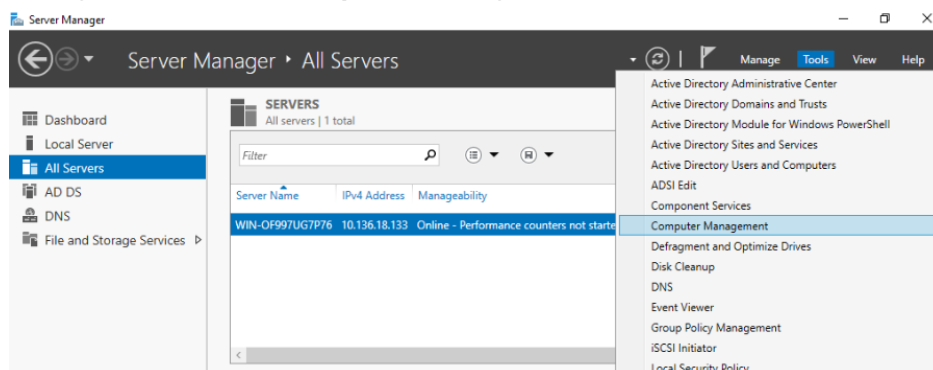 Server Manager
Server Manager • All Servers
Manage Tools View Help
Dashboard
Local Server
All Servers
AD DS
DNS
File and Storage Services
SERVERS
All servers | 1 total
Filter
Server Name IPv4 Address Manageability
WIN-OF997UG7P76 10.136.18.133 Online - Performance counters not starte
Active Directory Administrative Center
Active Directory Domains and Trusts
Active Directory Module for Windows PowerShell
Active Directory Sites and Services
Active Directory Users and Computers
ADSI Edit
Component Services
Computer Management
Defragment and Optimize Drives
Disk Cleanup
DNS
Event Viewer
Group Policy Management
iSCSI Initiator
Local Security Policy